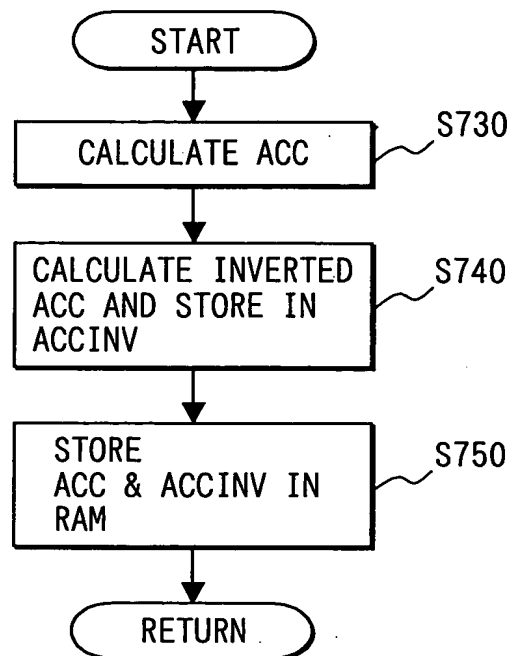 START
CALCULATE ACC
S730
CALCULATE INVERTED
ACC AND STORE IN
ACCINV
S740
STORE
ACC & ACCINV IN
RAM
S750
RETURN